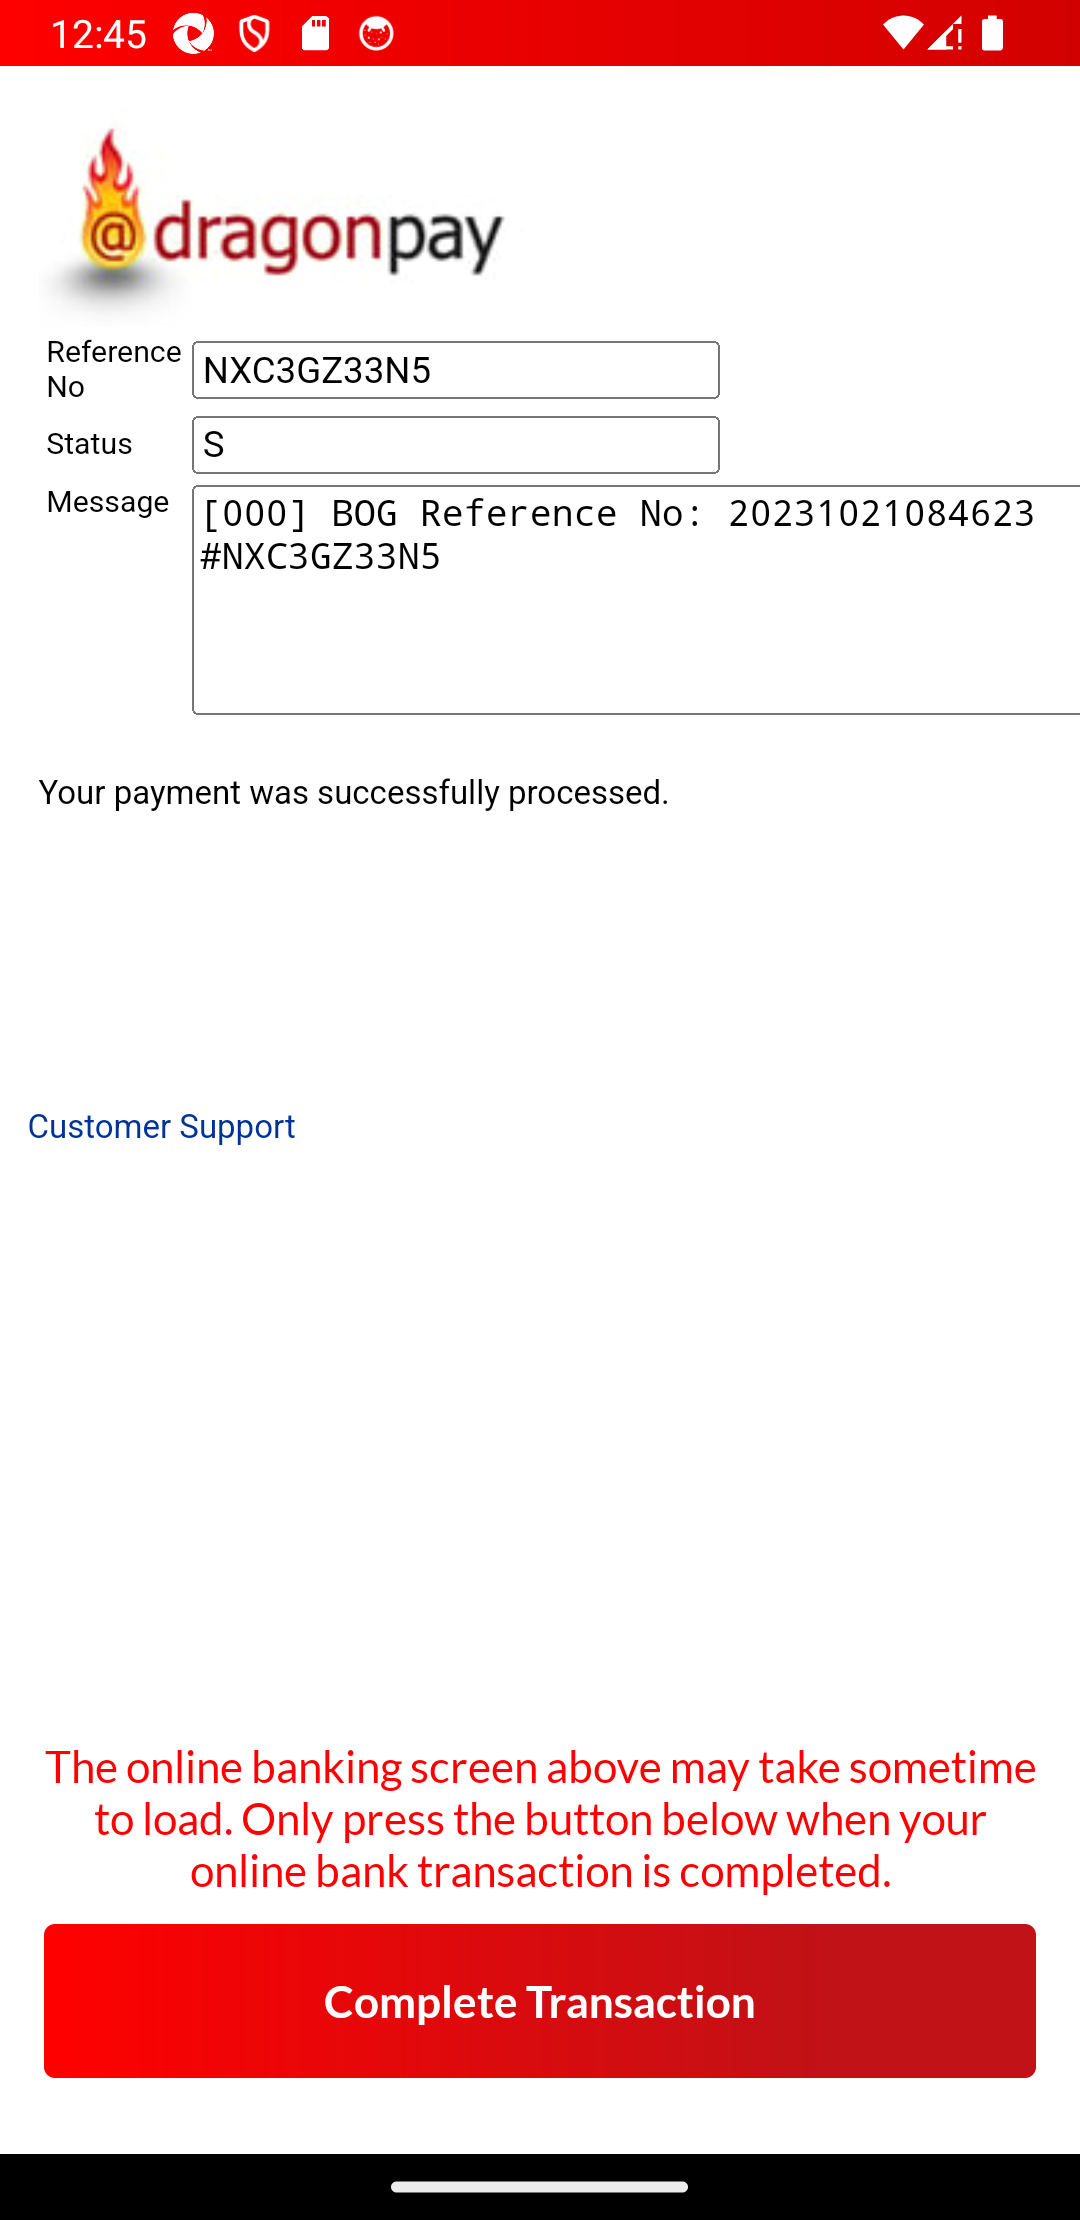 12:45
@dragonpay
Reference
No
NXC3GZ33N5
Status
S
Message
[000] BOG Reference No: 20231021084623
#NXC3GZ33N5
Your payment was successfully processed.
Customer Support
The online banking screen above may take sometime
to load. Only press the button below when your
online bank transaction is completed.
Complete Transaction